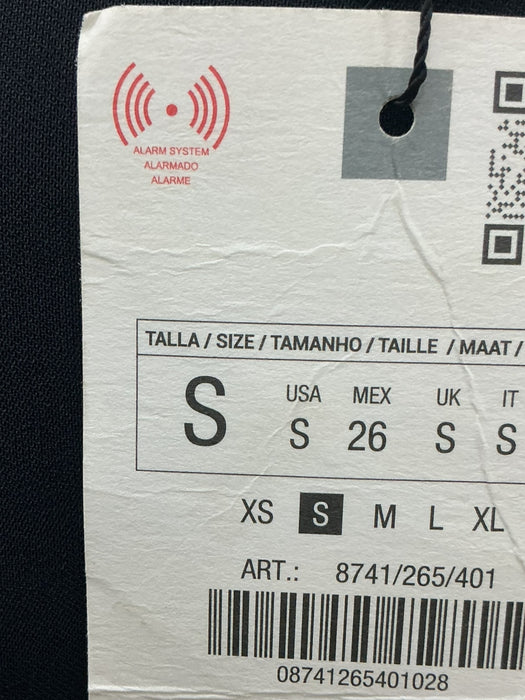 ALARM SYSTEM
ALARMADO
ALARME
TALLA / SIZE / TAMANHO / TAILLE / MAAT /
S
USA MEX UK IT
S 26 S S
XS S M L XL
ART.: 8741/265/401
08741265401028